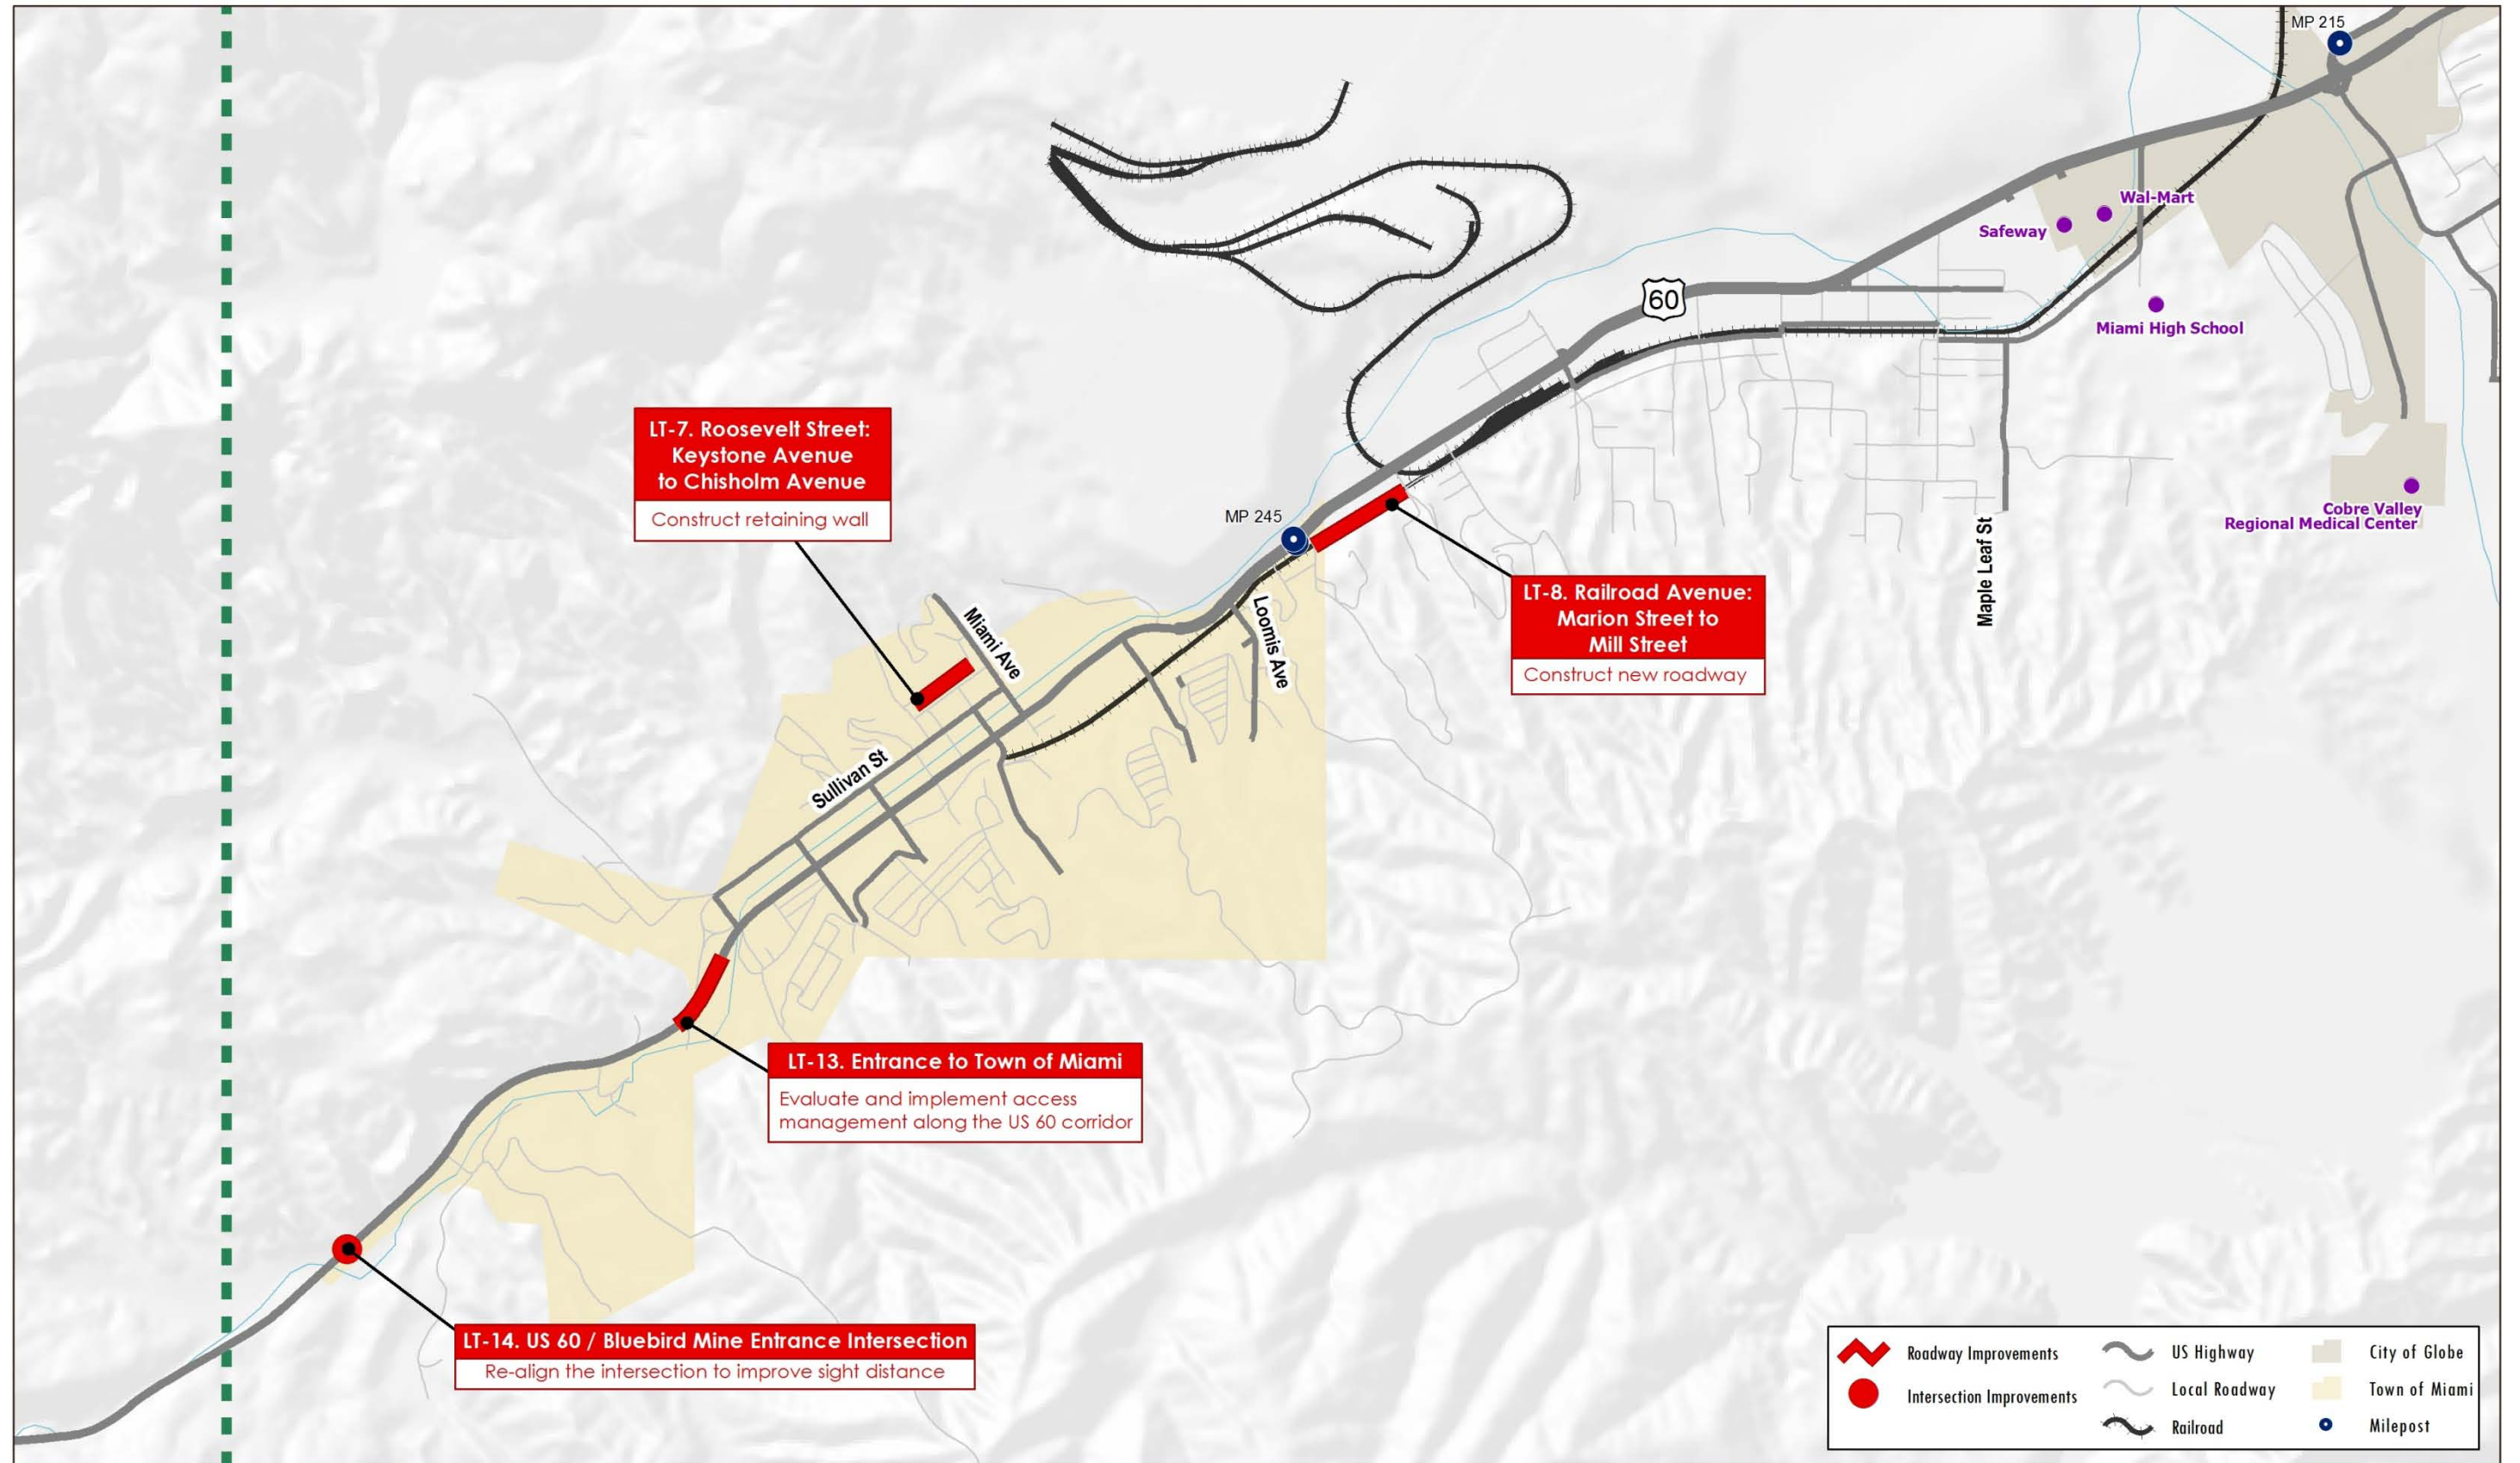 MP 215
Wal-Mart
Safeway
60
Miami High School
LT-7. Roosevelt Street:
Keystone Avenue
to Chisholm Avenue
Construct retaining wall
Cobre Valley
Regional Medical Center
MP 245
Maple Leaf St
LT-8. Railroad Avenue:
Marion Street to
Mill Street
Construct new roadway
Miami Ave
Loomis Ave
Sullivan St
LT-13. Entrance to Town of Miami
Evaluate and implement access
management along the US 60 corridor
LT-14. US 60 / Bluebird Mine Entrance Intersection
Re-align the intersection to improve sight distance
Roadway Improvements
Intersection Improvements
US Highway
Local Roadway
Railroad
City of Globe
Town of Miami
Milepost